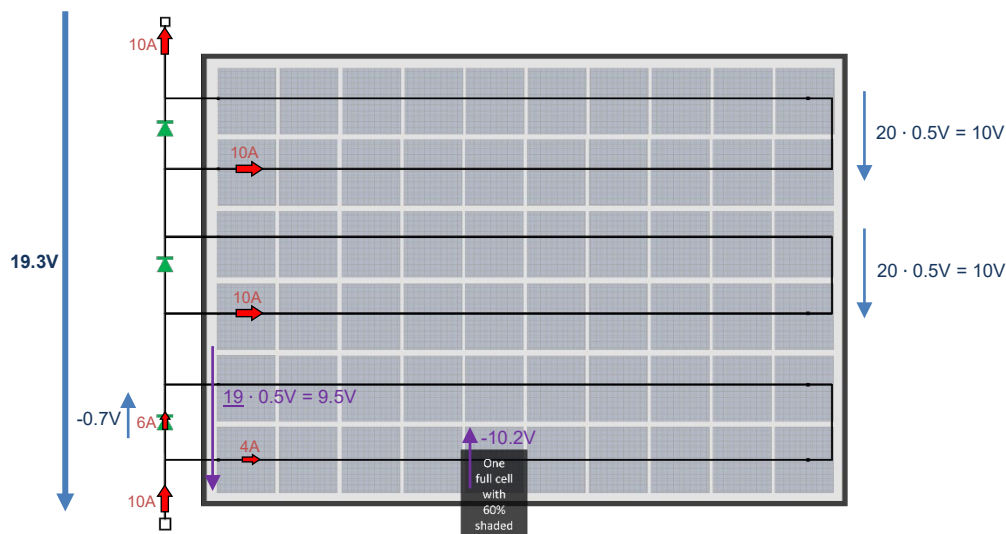 10A
20 · 0.5V = 10V
10A
19.3V
20 · 0.5V = 10V
10A
19 · 0.5V = 9.5V
-0.7V
6A
-10.2V
4A
One
full cell
with
60%
shaded
10A